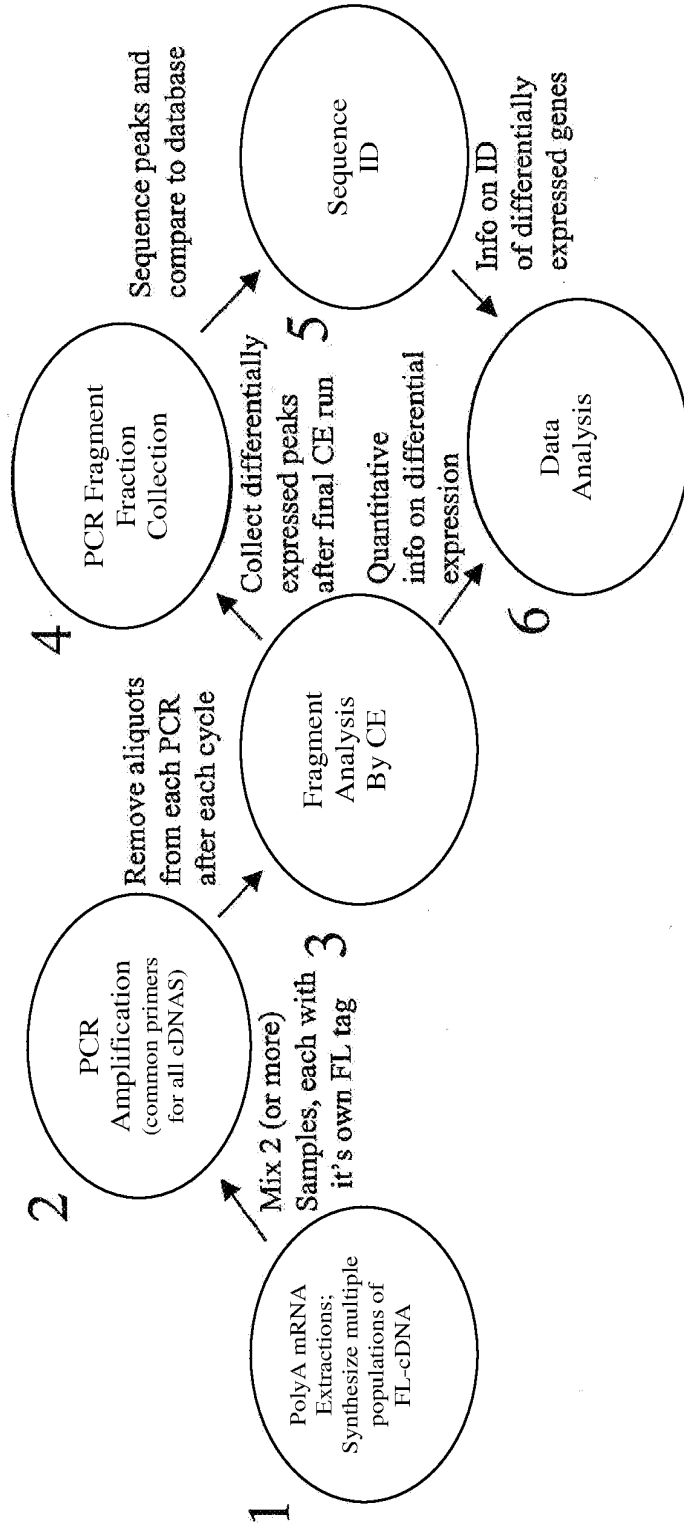 1
PolyA mRNA
Extractions;
Synthesize multiple
populations of
FL-cDNA
Mix 2 (or more)
Samples, each with
it's own FL tag
2
PCR
Amplification
(common primers
for all cDNAS)
Remove aliquots
from each PCR
after each cycle
3
Fragment
Analysis
By CE
Collect differentially
expressed peaks
after final CE run
Quantitative
info on differential
expression
4
PCR Fragment
Fraction
Collection
Sequence peaks and
compare to database
5
Sequence
ID
Info on ID
of differentially
expressed genes
6
Data
Analysis